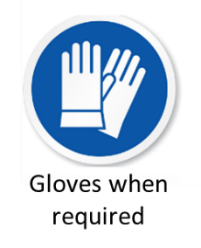 Gloves when
required